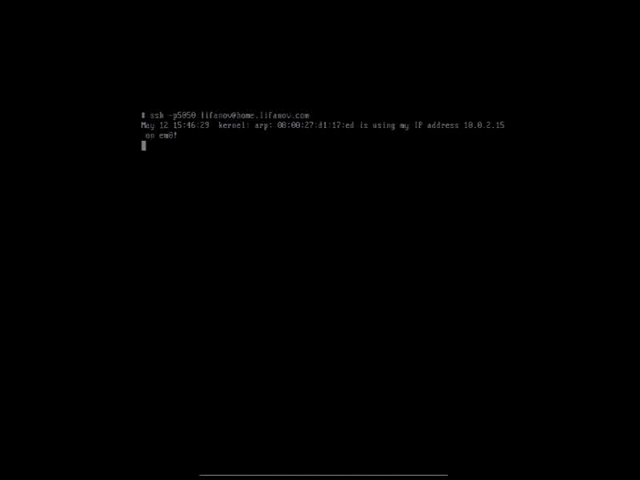 # ssk -p5050 lifanov@home.lifanov.com
May 12 15:46:29  kernel: arp: 08:00:27:d1:17:ed is using my IP address 10.0.2.15
 on em0!